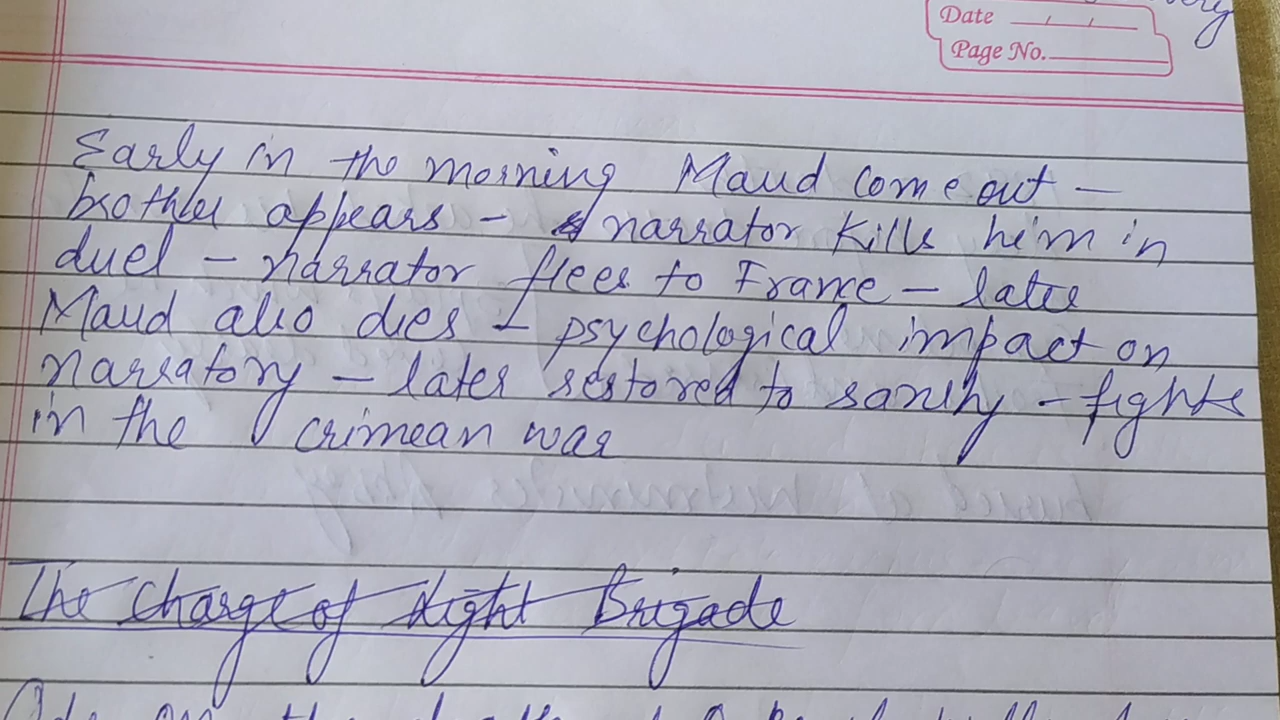 Date / /
Page No.
Early in the morning Maud come out —
brother appears — narrator kills him in
duel — narrator flees to France — later
Maud also dies — psychological impact on
narratory — later restored to sanity — fights
in the crimean war
The Charge of Light Brigade